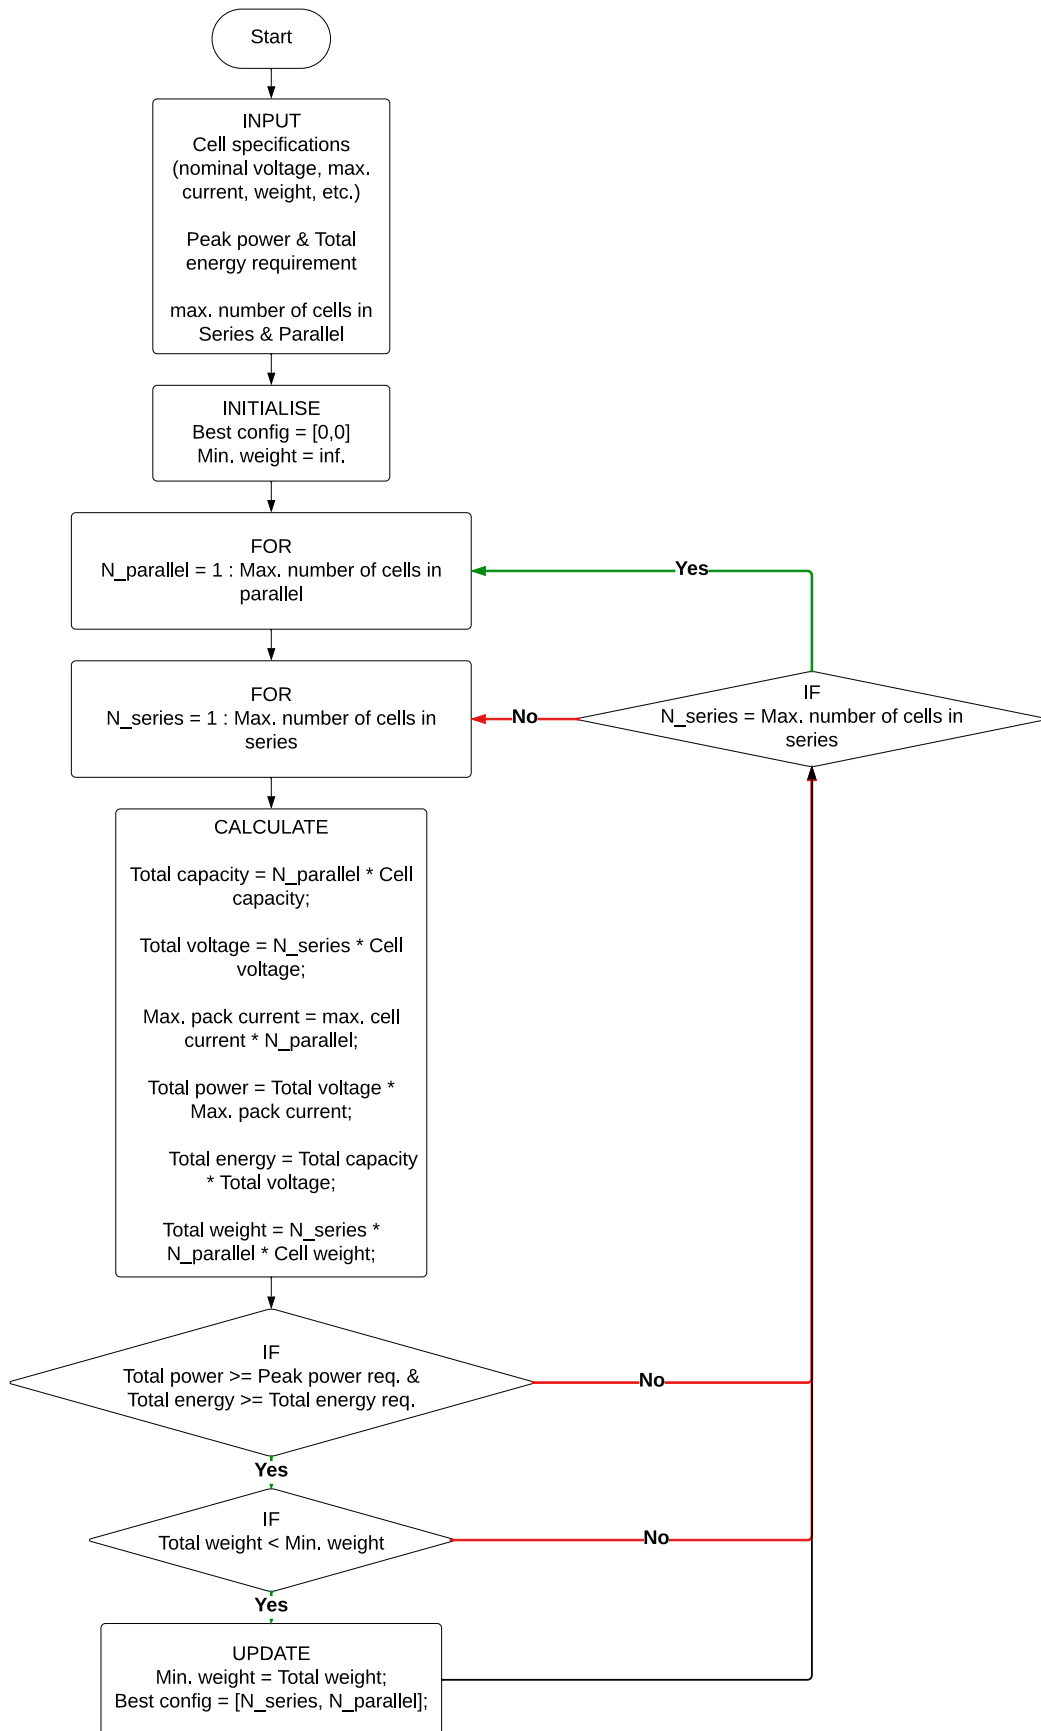 Start
INPUT
Cell specifications
(nominal voltage, max.
current, weight, etc.)
Peak power & Total
energy requirement
max. number of cells in
Series & Parallel
INITIALISE
Best config = [0,0]
Min. weight = inf.
FOR
N_parallel = 1 : Max. number of cells in
parallel
Yes
FOR
N_series = 1 : Max. number of cells in
series
No
IF
N_series = Max. number of cells in
series
CALCULATE
Total capacity = N_parallel * Cell
capacity;
Total voltage = N_series * Cell
voltage;
Max. pack current = max. cell
current * N_parallel;
Total power = Total voltage *
Max. pack current;
Total energy = Total capacity
* Total voltage;
Total weight = N_series *
N_parallel * Cell weight;
IF
Total power >= Peak power req. &
Total energy >= Total energy req.
No
Yes
IF
Total weight < Min. weight
No
Yes
UPDATE
Min. weight = Total weight;
Best config = [N_series, N_parallel];